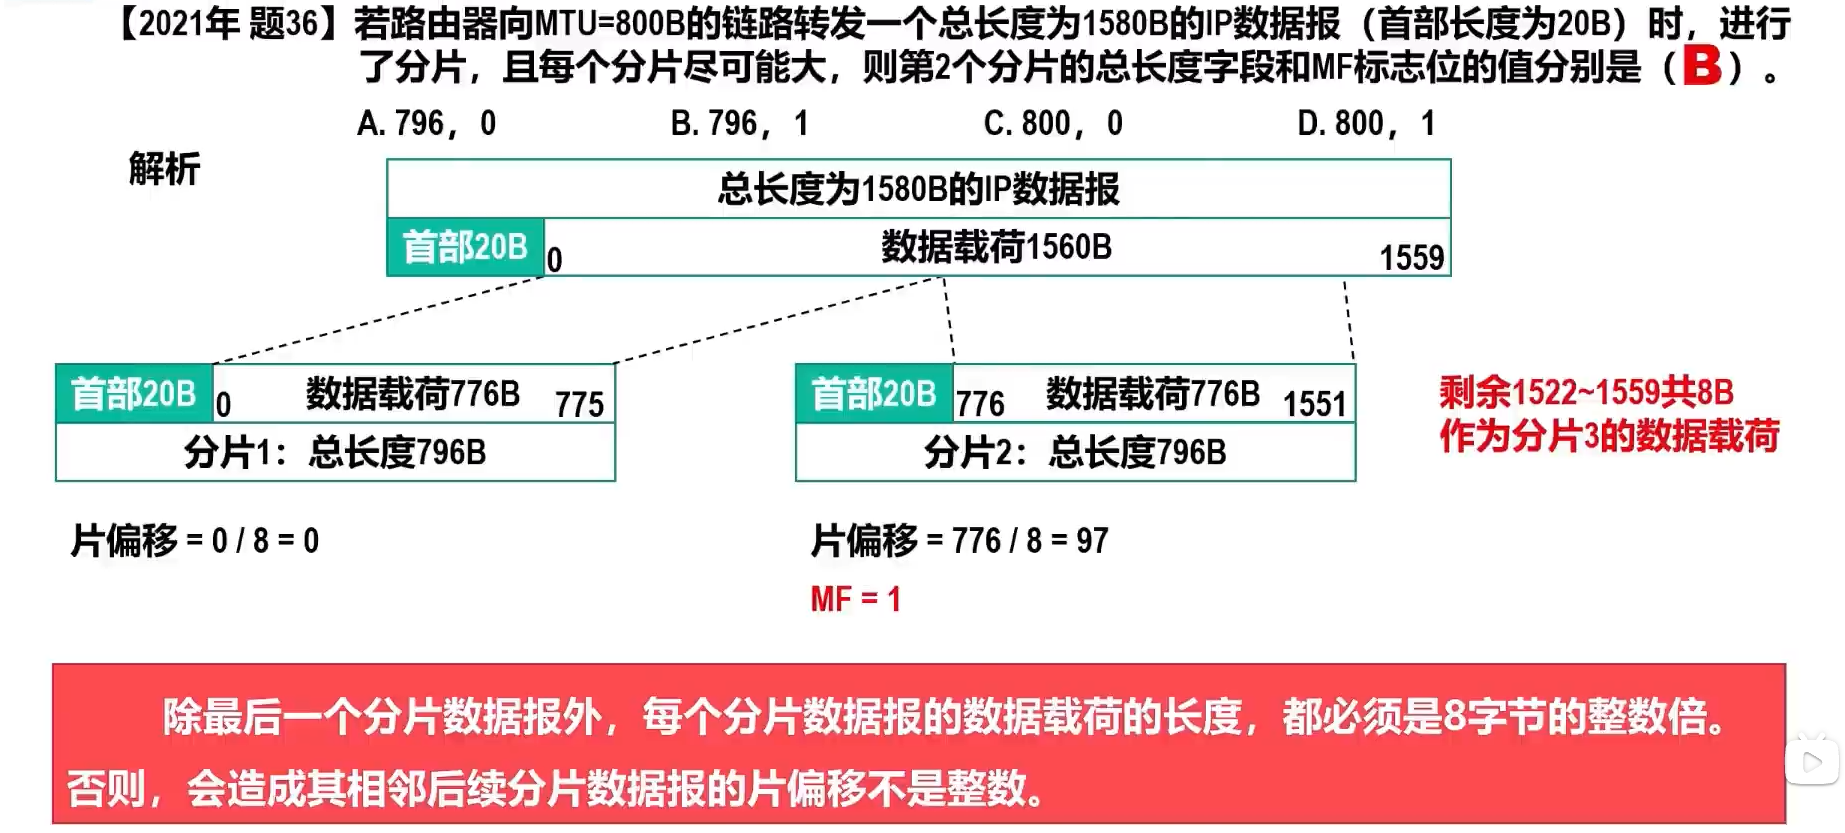 【2021年 题36】若路由器向MTU=800B的链路转发一个总长度为1580B的IP数据报（首部长度为20B）时，进行
了分片，且每个分片尽可能大，则第2个分片的总长度字段和MF标志位的值分别是（B）。
A. 796，0 B. 796，1 C. 800，0 D. 800，1
解析
总长度为1580B的IP数据报
首部20B 0 数据载荷1560B 1559
首部20B 0 数据载荷776B 775
分片1：总长度796B
首部20B 776 数据载荷776B 1551
分片2：总长度796B
剩余1522~1559共8B
作为分片3的数据载荷
片偏移 = 0 / 8 = 0
片偏移 = 776 / 8 = 97
MF = 1
除最后一个分片数据报外，每个分片数据报的数据载荷的长度，都必须是8字节的整数倍。
否则，会造成其相邻后续分片数据报的片偏移不是整数。